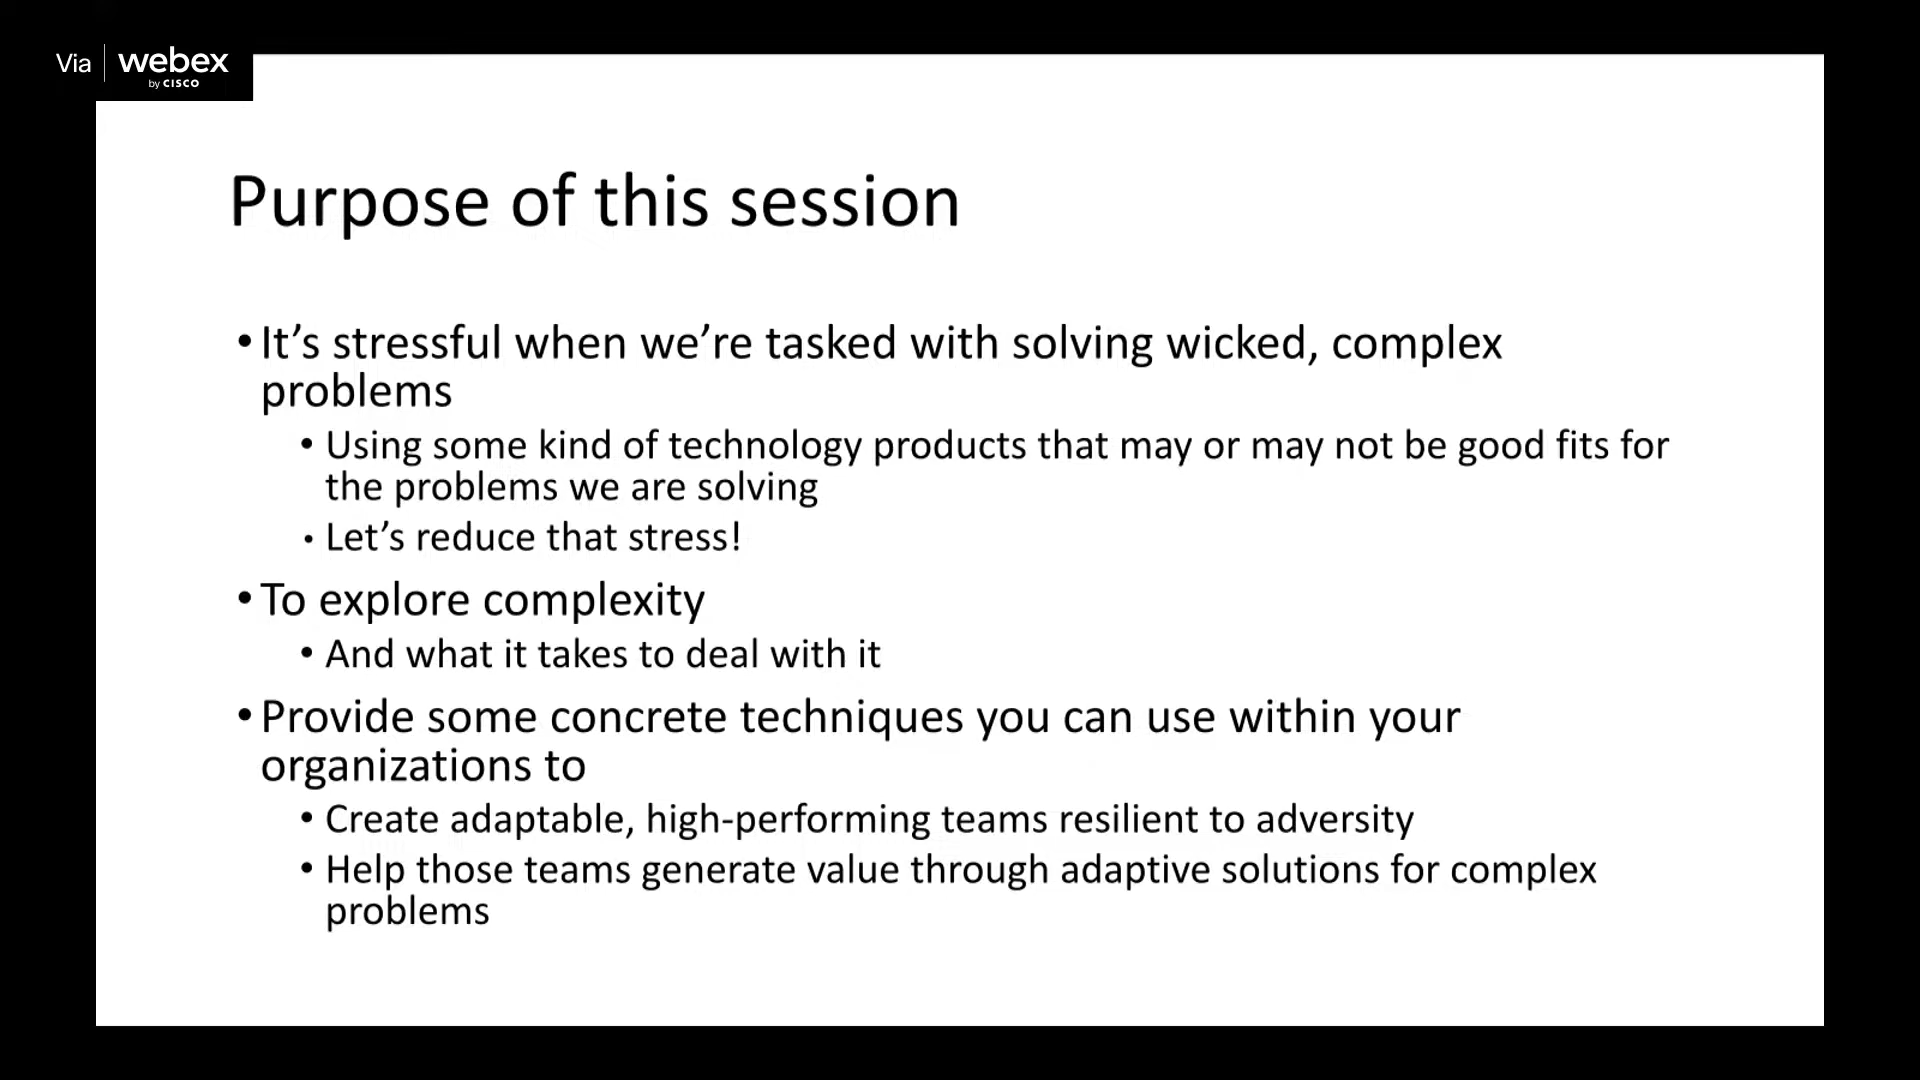 Via webex
by CISCO
Purpose of this session
• It’s stressful when we’re tasked with solving wicked, complex
problems
• Using some kind of technology products that may or may not be good fits for
the problems we are solving
• Let’s reduce that stress!
• To explore complexity
• And what it takes to deal with it
• Provide some concrete techniques you can use within your
organizations to
• Create adaptable, high-performing teams resilient to adversity
• Help those teams generate value through adaptive solutions for complex
problems